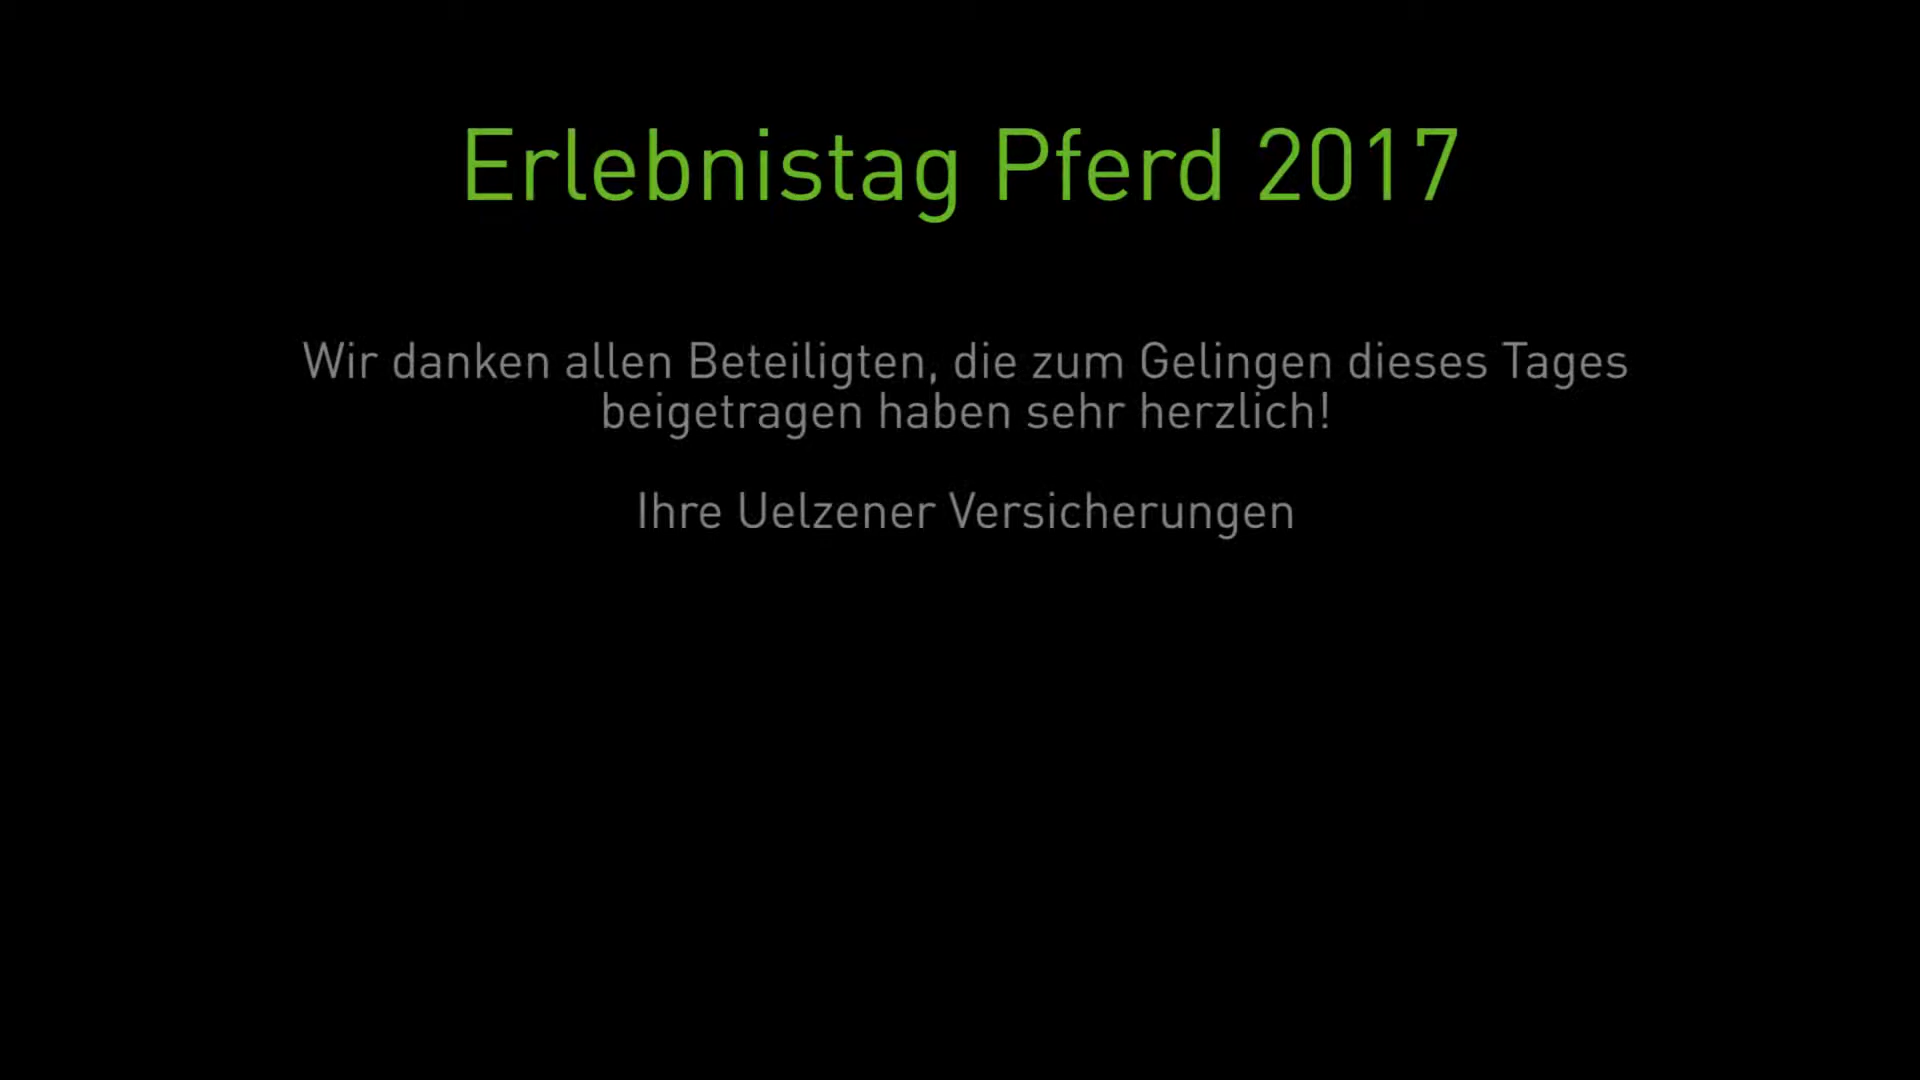 Erlebnistag Pferd 2017
Wir danken allen Beteiligten, die zum Gelingen dieses Tages
beigetragen haben sehr herzlich!
Ihre Uelzener Versicherungen